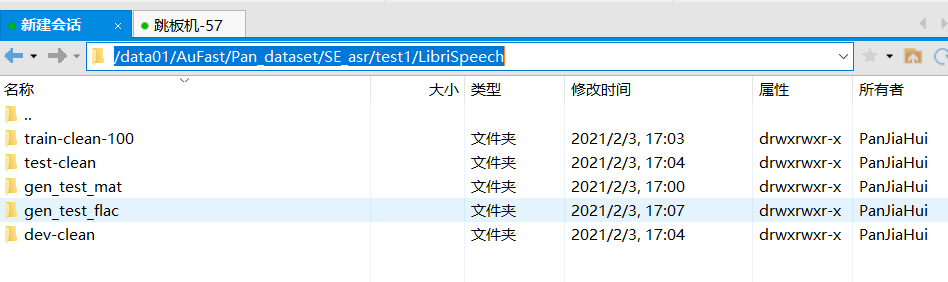 新建会话 × 跳板机-57
/data01/AuFast/Pan_dataset/SE_asr/test1/LibriSpeech
名称 大小 类型 修改时间 属性 所有者
..
train-clean-100 文件夹 2021/2/3, 17:03 drwxrwxr-x PanJiaHui
test-clean 文件夹 2021/2/3, 17:04 drwxrwxr-x PanJiaHui
gen_test_mat 文件夹 2021/2/3, 17:00 drwxrwxr-x PanJiaHui
gen_test_flac 文件夹 2021/2/3, 17:07 drwxrwxr-x PanJiaHui
dev-clean 文件夹 2021/2/3, 17:04 drwxrwxr-x PanJiaHui